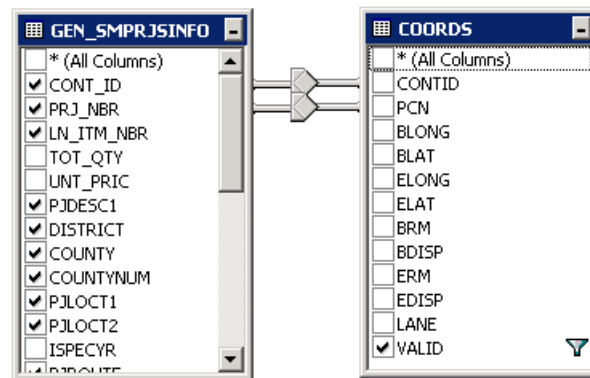 GEN_SMPRJSINFO
* (All Columns)
CONT_ID
PRJ_NBR
LN_ITM_NBR
TOT_QTY
UNT_PRIC
PJDESC1
DISTRICT
COUNTY
COUNTYNUM
PJLOCT1
PJLOCT2
ISPECYR
COORDS
* (All Columns)
CONTID
PCN
BLONG
BLAT
ELONG
ELAT
BRM
BDISP
ERM
EDISP
LANE
VALID